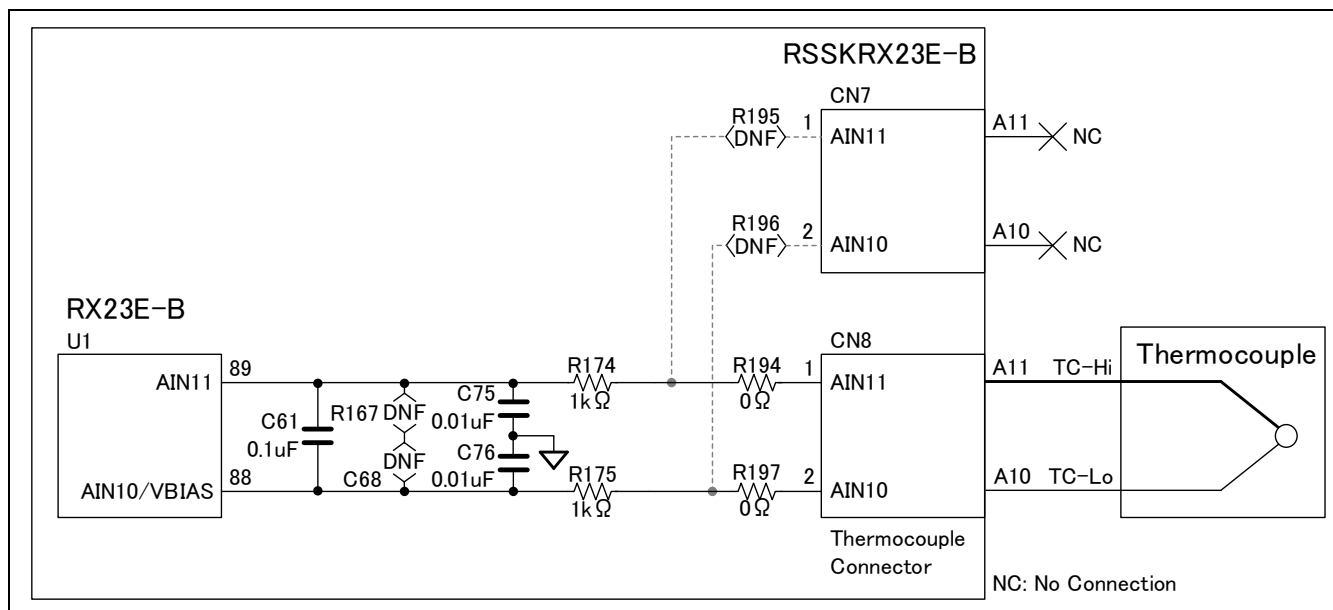 RSSKRX23E-B
CN7
R195 1 A11
DNF AIN11 NC
R196 2 A10
DNF AIN10 NC
RX23E-B
U1
CN8
Thermocouple
89 R174 R194 1 A11 TC-Hi
AIN11 C75 AIN11
1kΩ 0Ω
R167 DNF 0.01uF
C61
0.1uF
C76
DNF
88 C68 0.01uF R175 R197 2 A10 TC-Lo
AIN10/VBIAS AIN10
1kΩ 0Ω
Thermocouple
Connector
NC: No Connection